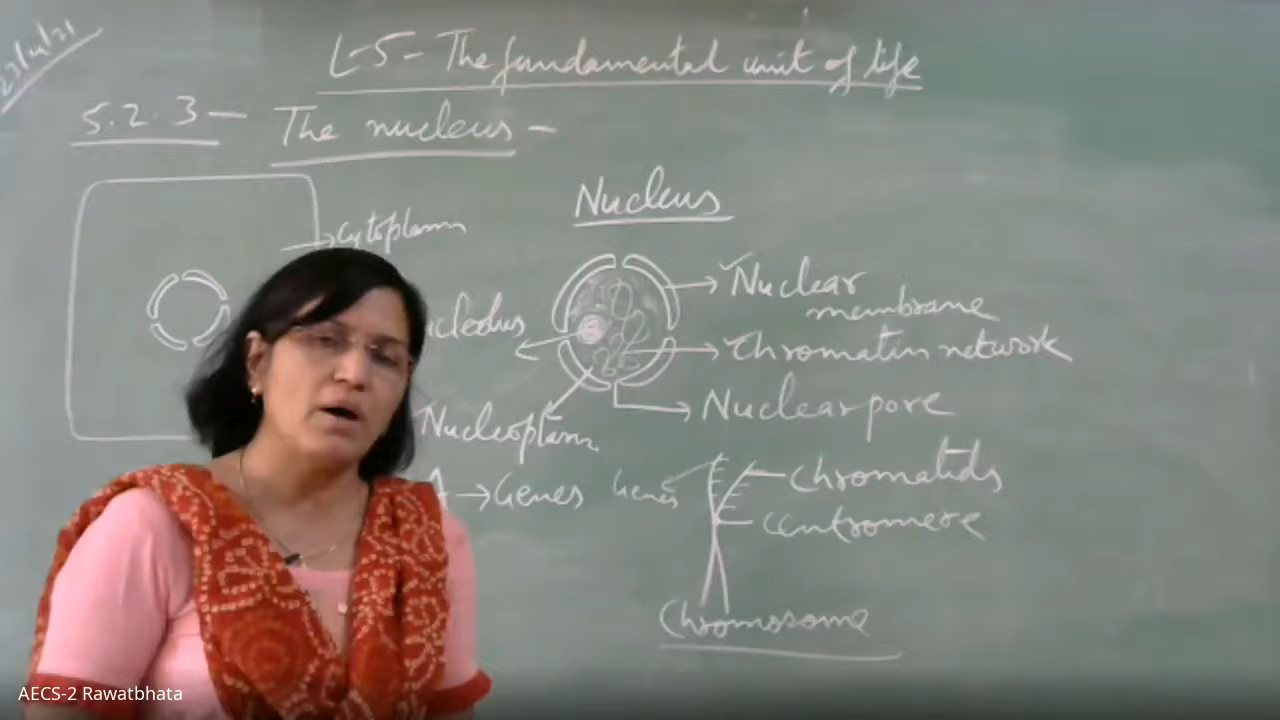 L-5- The fundamental unit of life
5.2.3- The nucleus -
Nucleus
Cytoplasm
Nuclear
membrane
Chromatin network
Nuclear pore
Nucleoplasm
→ Genes
Genes
Chromatids
Centromere
Chromosome
AECS-2 Rawatbhata